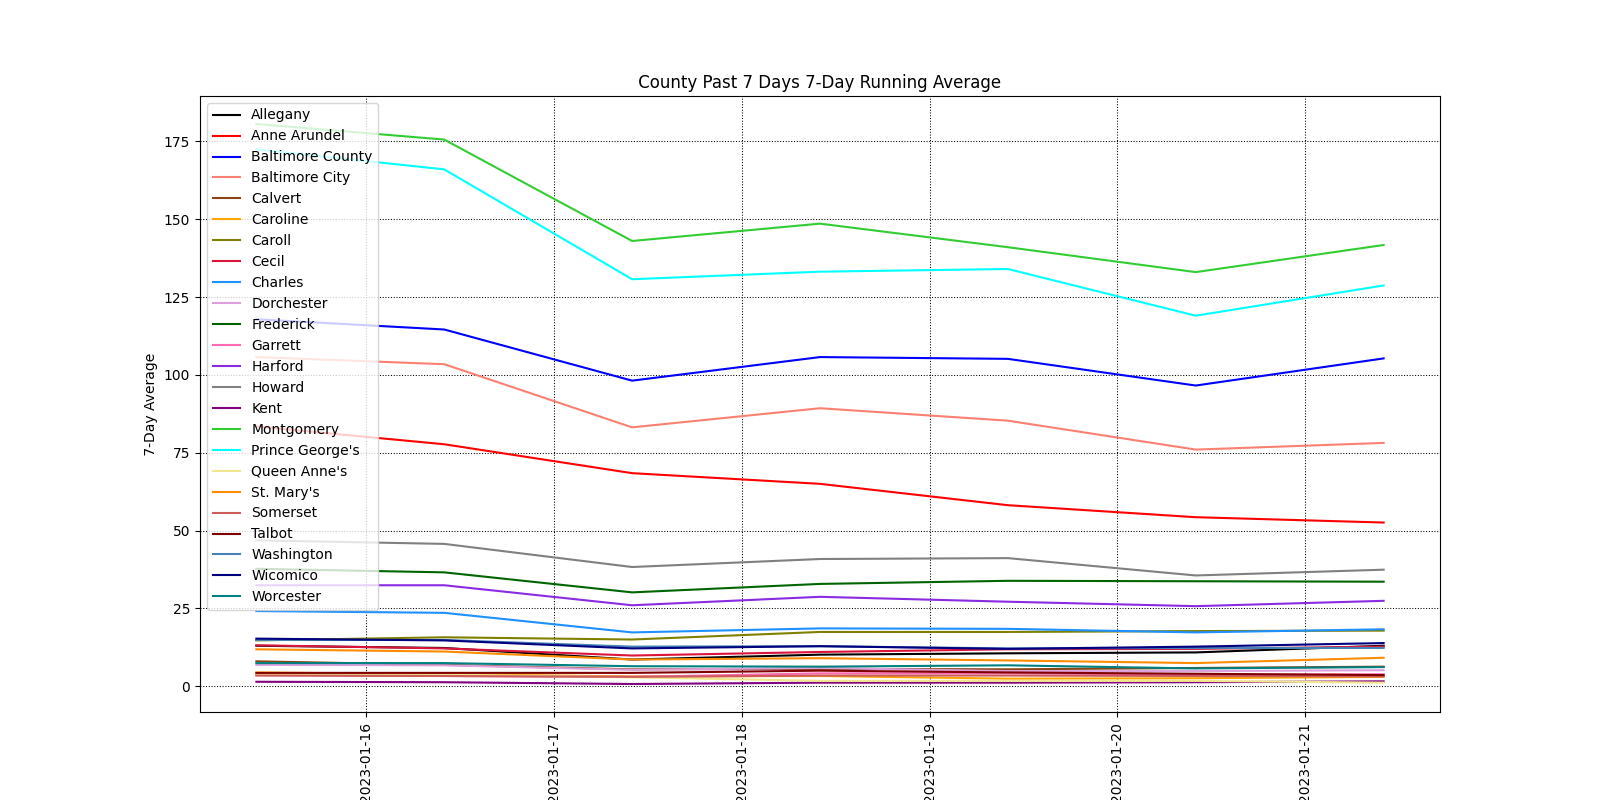 County Past 7 Days 7-Day Running Average
7-Day Average
175
150
125
100
75
50
25
0
Allegany
Anne Arundel
Baltimore County
Baltimore City
Calvert
Caroline
Caroll
Cecil
Charles
Dorchester
Frederick
Garrett
Harford
Howard
Kent
Montgomery
Prince George's
Queen Anne's
St. Mary's
Somerset
Talbot
Washington
Wicomico
Worcester
2023-01-16
2023-01-17
2023-01-18
2023-01-19
2023-01-20
2023-01-21